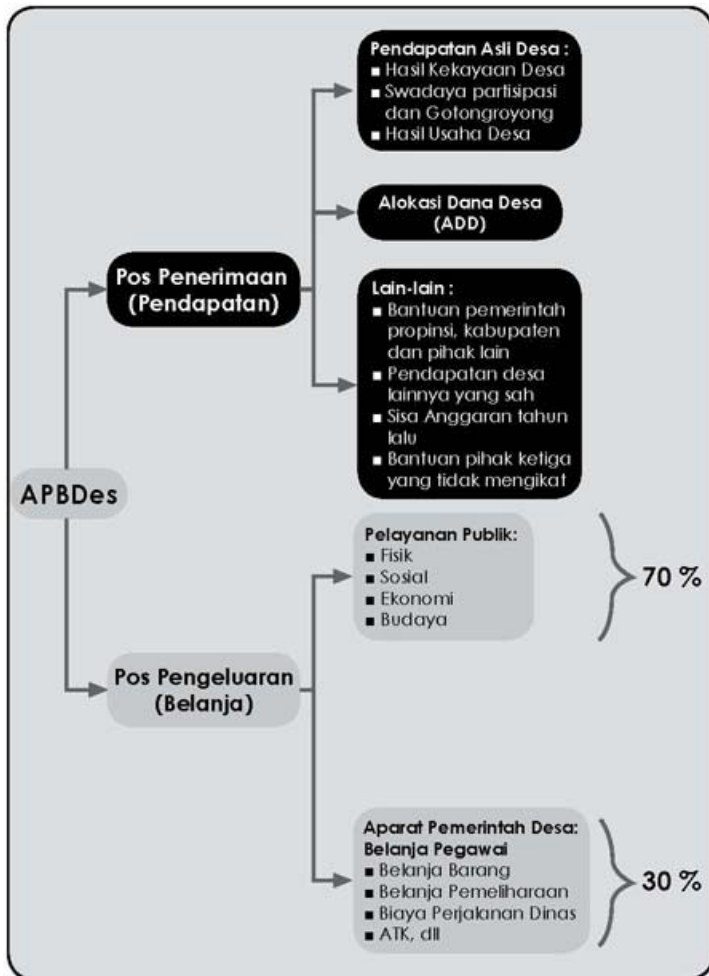 Pendapatan Asli Desa :
■ Hasil Kekayaan Desa
■ Swadaya partisipasi
dan Gotongroyong
■ Hasil Usaha Desa
Alokasi Dana Desa
(ADD)
Pos Penerimaan
(Pendapatan)
Lain-lain :
■ Bantuan pemerintah
propinsi, kabupaten
dan pihak lain
■ Pendapatan desa
lainnya yang sah
■ Sisa Anggaran tahun
lalu
■ Bantuan pihak ketiga
yang tidak mengikat
APBDes
Pelayanan Publik:
■ Fisik
■ Sosial
■ Ekonomi
■ Budaya
70 %
Pos Pengeluaran
(Belanja)
Aparat Pemerintah Desa:
Belanja Pegawai
■ Belanja Barang
■ Belanja Pemeliharaan
■ Biaya Perjalanan Dinas
■ ATK, dll
30 %